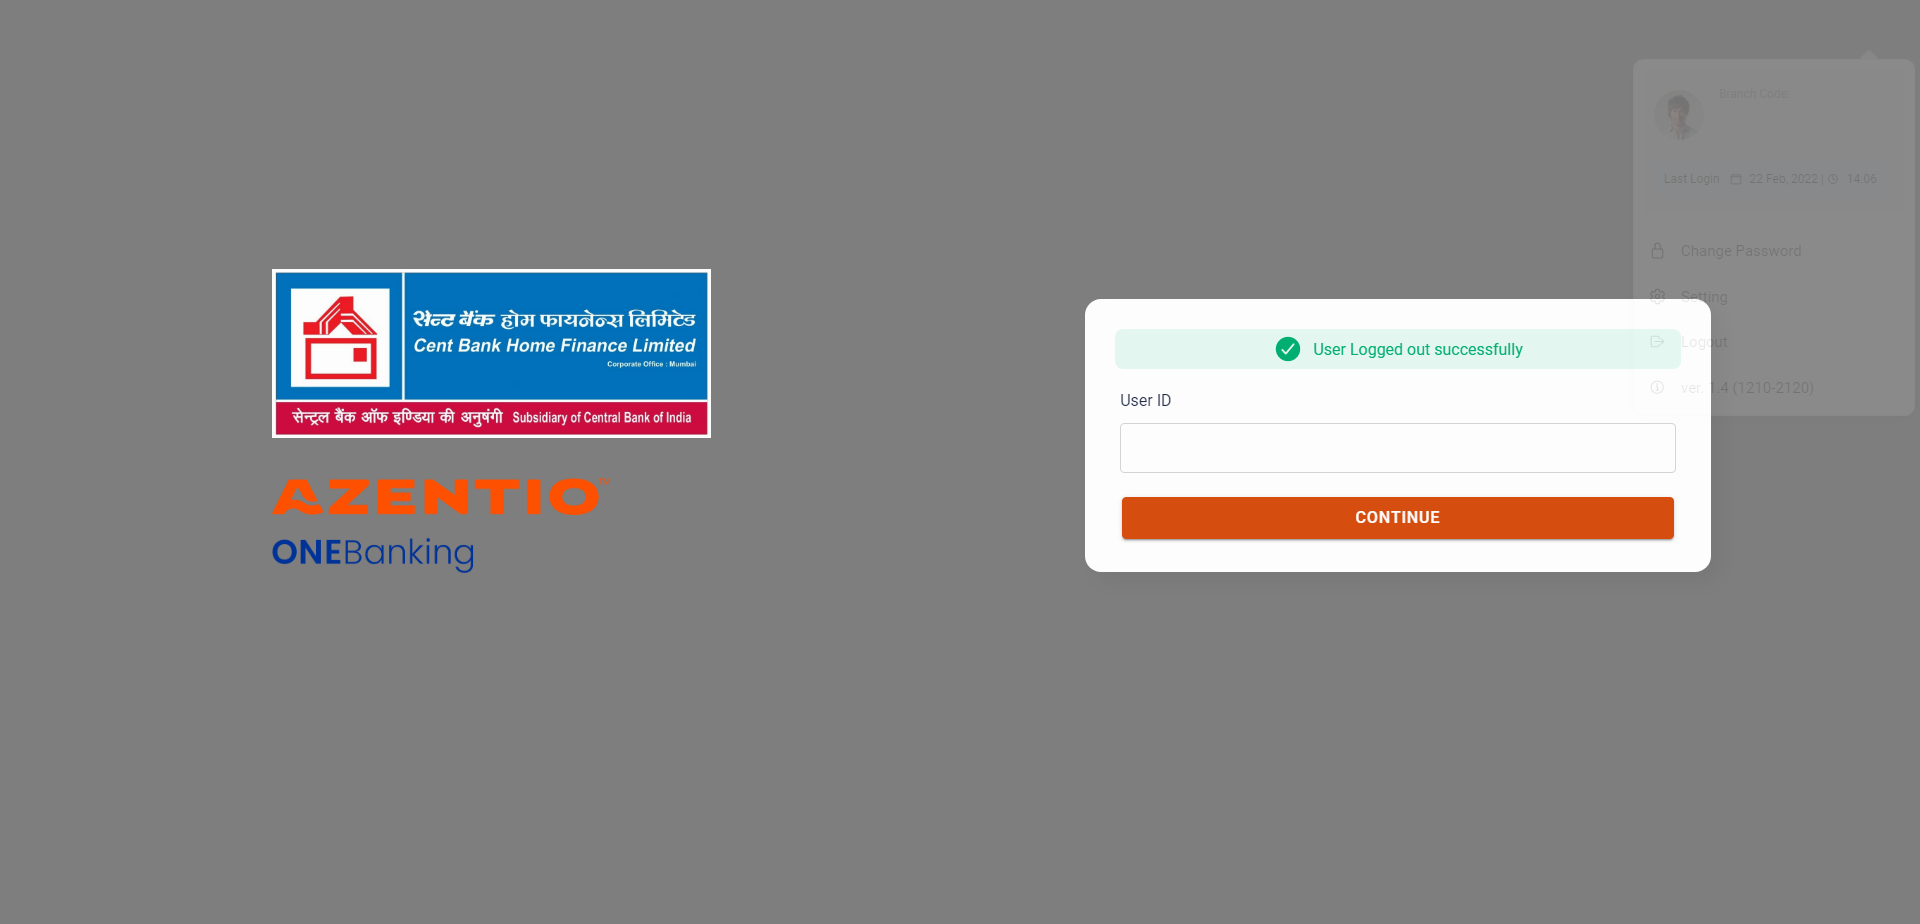 सेन्ट बैंक होम फायनेन्स लिमिटेड
Cent Bank Home Finance Limited
Corporate Office : Mumbai
सेन्ट्रल बैंक ऑफ इण्डिया की अनुषंगी Subsidiary of Central Bank of India
AZENTIO
ONEBanking
User Logged out successfully
User ID
CONTINUE
Branch Code
Last Login 22 Feb, 2022 | 14.06
Change Password
Setting
Logout
ver. 1.4 (1210-2120)